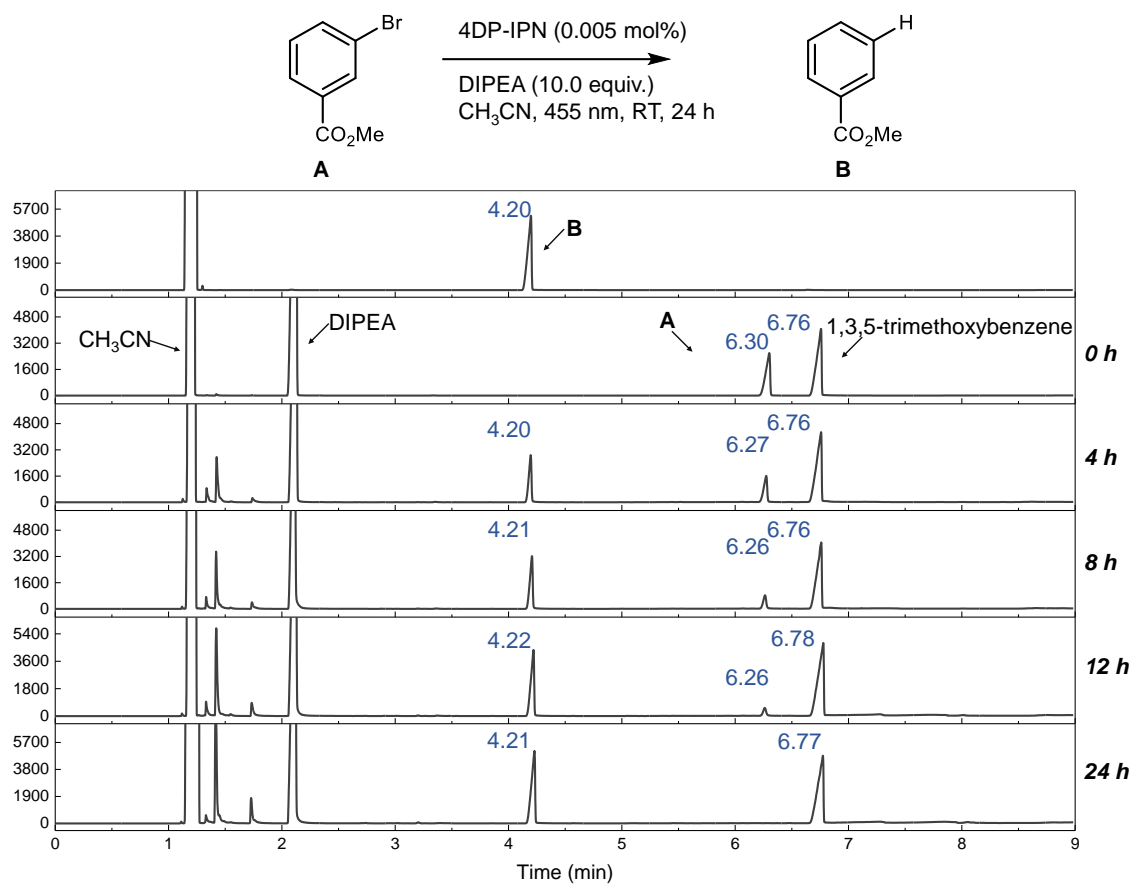 Br
4DP-IPN (0.005 mol%)
H
DIPEA (10.0 equiv.)
CH₃CN, 455 nm, RT, 24 h
CO₂Me
CO₂Me
A
B
5700
3800
1900
0
4.20
B
4800
3200
1600
0
CH₃CN
DIPEA
A
6.30
6.76
1,3,5-trimethoxybenzene
0 h
4800
3200
1600
0
4.20
6.27
6.76
4 h
4800
3200
1600
0
4.21
6.26
6.76
8 h
5400
3600
1800
0
4.22
6.26
6.78
12 h
5700
3800
1900
0
4.21
6.77
24 h
0 1 2 3 4 5 6 7 8 9
Time (min)